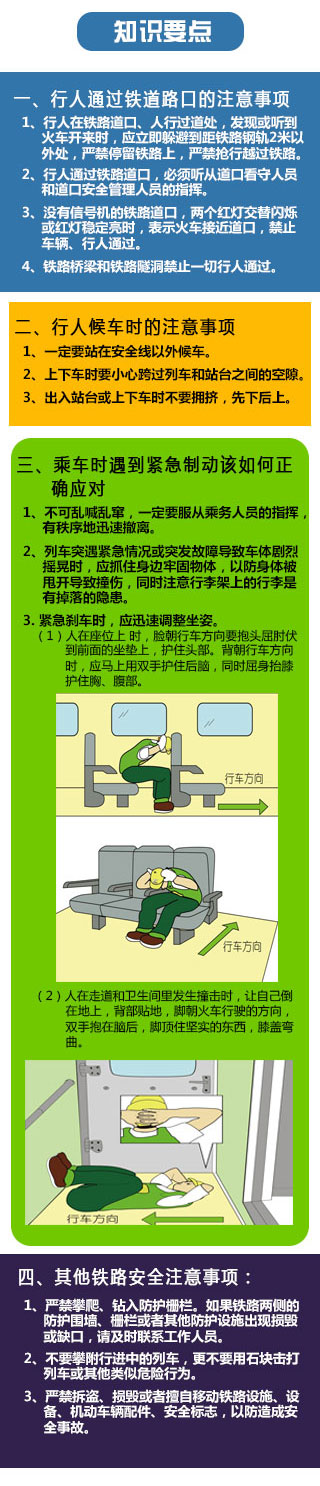 知识要点
一、行人通过铁道路口的注意事项
1、行人在铁路道口、人行过道处，发现或听到
火车开来时，应立即躲避到距铁路钢轨2米以
外处，严禁停留铁路上，严禁抢行越过铁路。
2、行人通过铁路道口，必须听从道口看守人员
和道口安全管理人员的指挥。
3、没有信号机的铁路道口，两个红灯交替闪烁
或红灯稳定亮时，表示火车接近道口，禁止
车辆、行人通过。
4、铁路桥梁和铁路隧洞禁止一切行人通过。
二、行人候车时的注意事项
1、一定要站在安全线以外候车。
2、上下车时要小心跨过列车和站台之间的空隙。
3、出入站台或上下车时不要拥挤，先下后上。
三、乘车时遇到紧急制动该如何正
确应对
1、不可乱喊乱窜，一定要服从乘务人员的指挥，
有秩序地迅速撤离。
2、列车突遇紧急情况或突发故障导致车体剧烈
摇晃时，应抓住身边牢固物体，以防身体被
甩开导致撞伤，同时注意行李架上的行李是
有掉落的隐患。
3. 紧急刹车时，应迅速调整坐姿。
（1）人在座位上 时，脸朝行车方向要抱头屈肘伏
到前面的坐垫上，护住头部。背朝行车方向
时，应马上用双手护住后脑，同时屈身抬膝
护住胸、腹部。
行车方向
行车方向
（2）人在走道和卫生间里发生撞击时，让自己倒
在地上，背部贴地，脚朝火车行驶的方向，
双手抱在脑后，脚顶住坚实的东西，膝盖弯
曲。
行车方向
四、其他铁路安全注意事项：
1、严禁攀爬、钻入防护栅栏。如果铁路两侧的
防护围墙、栅栏或者其他防护设施出现损毁
或缺口，请及时联系工作人员。
2、不要攀附行进中的列车，更不要用石块击打
列车或其他类似危险行为。
3、严禁拆盗、损毁或者擅自移动铁路设施、设
备、机动车辆配件、安全标志，以防造成安
全事故。